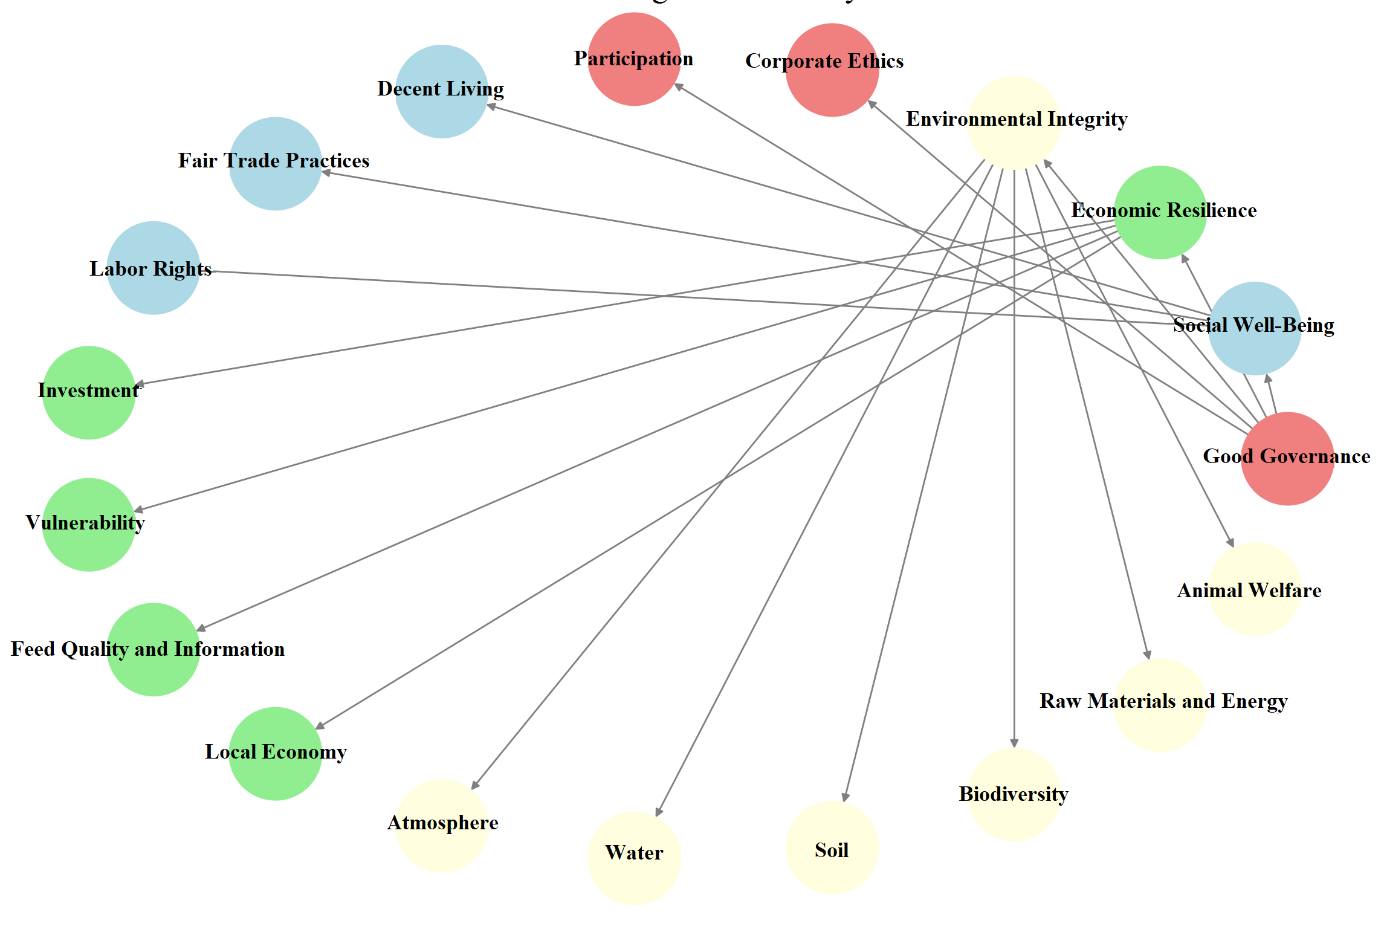 Participation
Corporate Ethics
Decent Living
Environmental Integrity
Fair Trade Practices
Economic Resilience
Labor Rights
Social Well-Being
Investment
Good Governance
Vulnerability
Animal Welfare
Feed Quality and Information
Raw Materials and Energy
Local Economy
Biodiversity
Atmosphere
Water
Soil